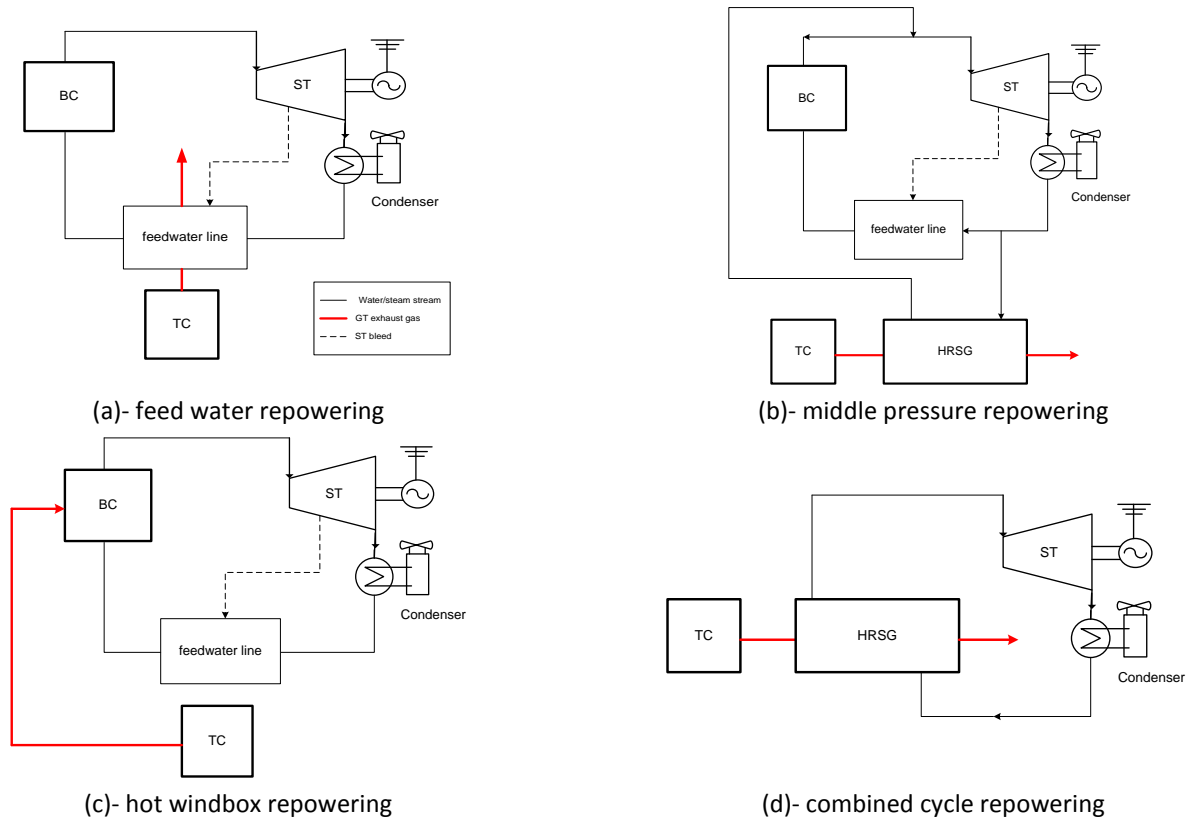 BC
ST
feedwater line
Condenser
TC
Water/steam stream
GT exhaust gas
ST bleed
(a)- feed water repowering
BC
ST
feedwater line
Condenser
TC
HRSG
(b)- middle pressure repowering
BC
ST
feedwater line
Condenser
TC
(c)- hot windbox repowering
ST
TC
HRSG
Condenser
(d)- combined cycle repowering